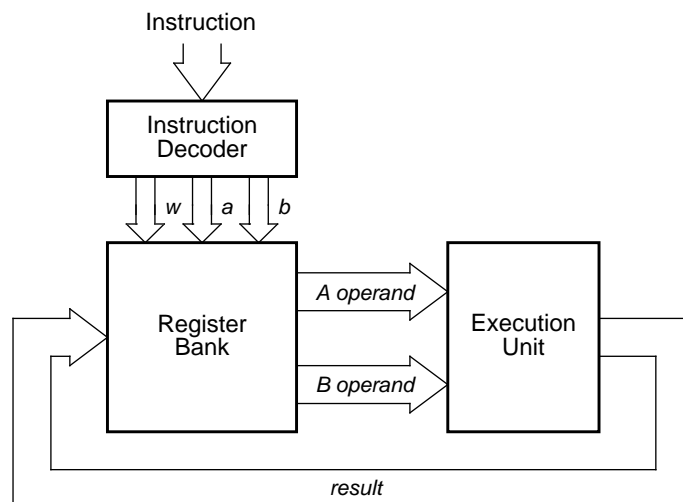 Instruction
Instruction
Decoder
w
a
b
A operand
Register
Bank
Execution
Unit
B operand
result